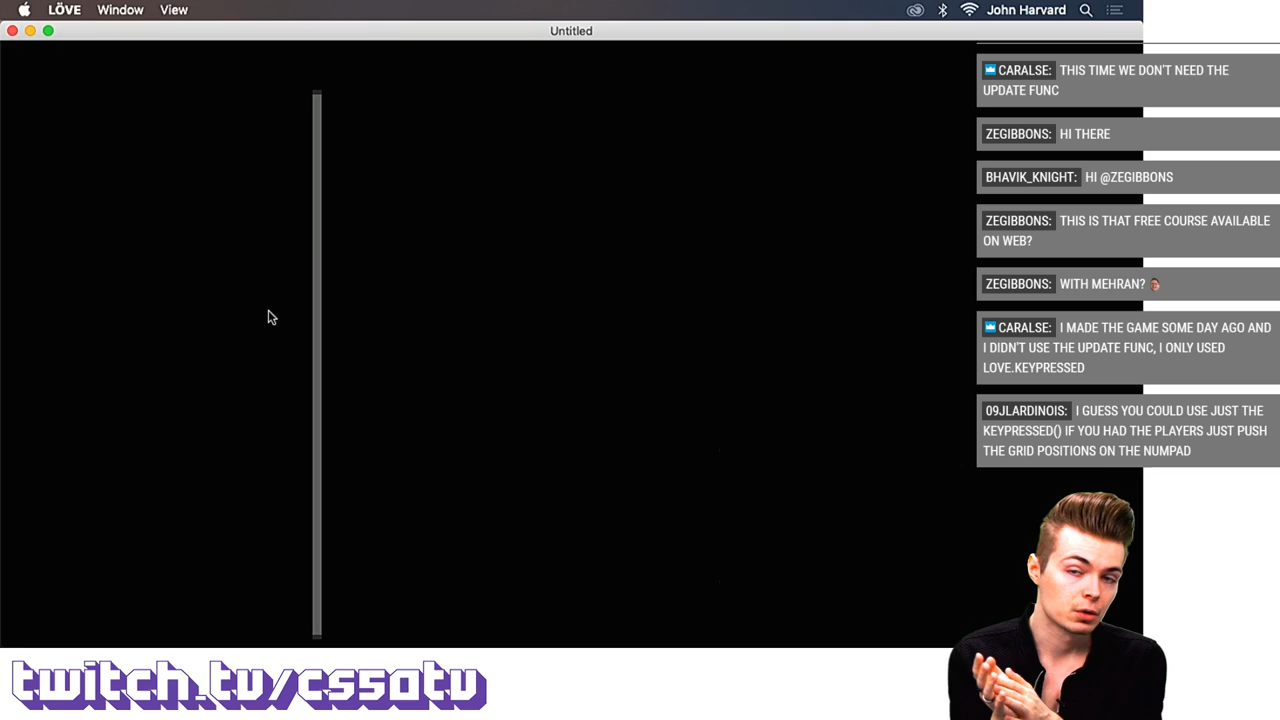 LÖVE Window View John Harvard
Untitled
CARALSE: THIS TIME WE DON'T NEED THE
UPDATE FUNC
ZEGIBBONS: HI THERE
BHAVIK_KNIGHT: HI @ZEGIBBONS
ZEGIBBONS: THIS IS THAT FREE COURSE AVAILABLE
ON WEB?
ZEGIBBONS: WITH MEHRAN?
CARALSE: I MADE THE GAME SOME DAY AGO AND
I DIDN'T USE THE UPDATE FUNC, I ONLY USED
LOVE.KEYPRESSED
09JLARDINOIS: I GUESS YOU COULD USE JUST THE
KEYPRESSED() IF YOU HAD THE PLAYERS JUST PUSH
THE GRID POSITIONS ON THE NUMPAD
twitch.tv/cs50tv